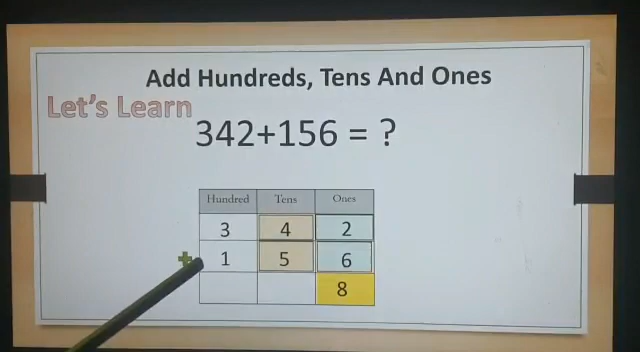 Add Hundreds, Tens And Ones
Let's Learn
342+156 = ?
Hundred Tens Ones
3 4 2
+ 1 5 6
8